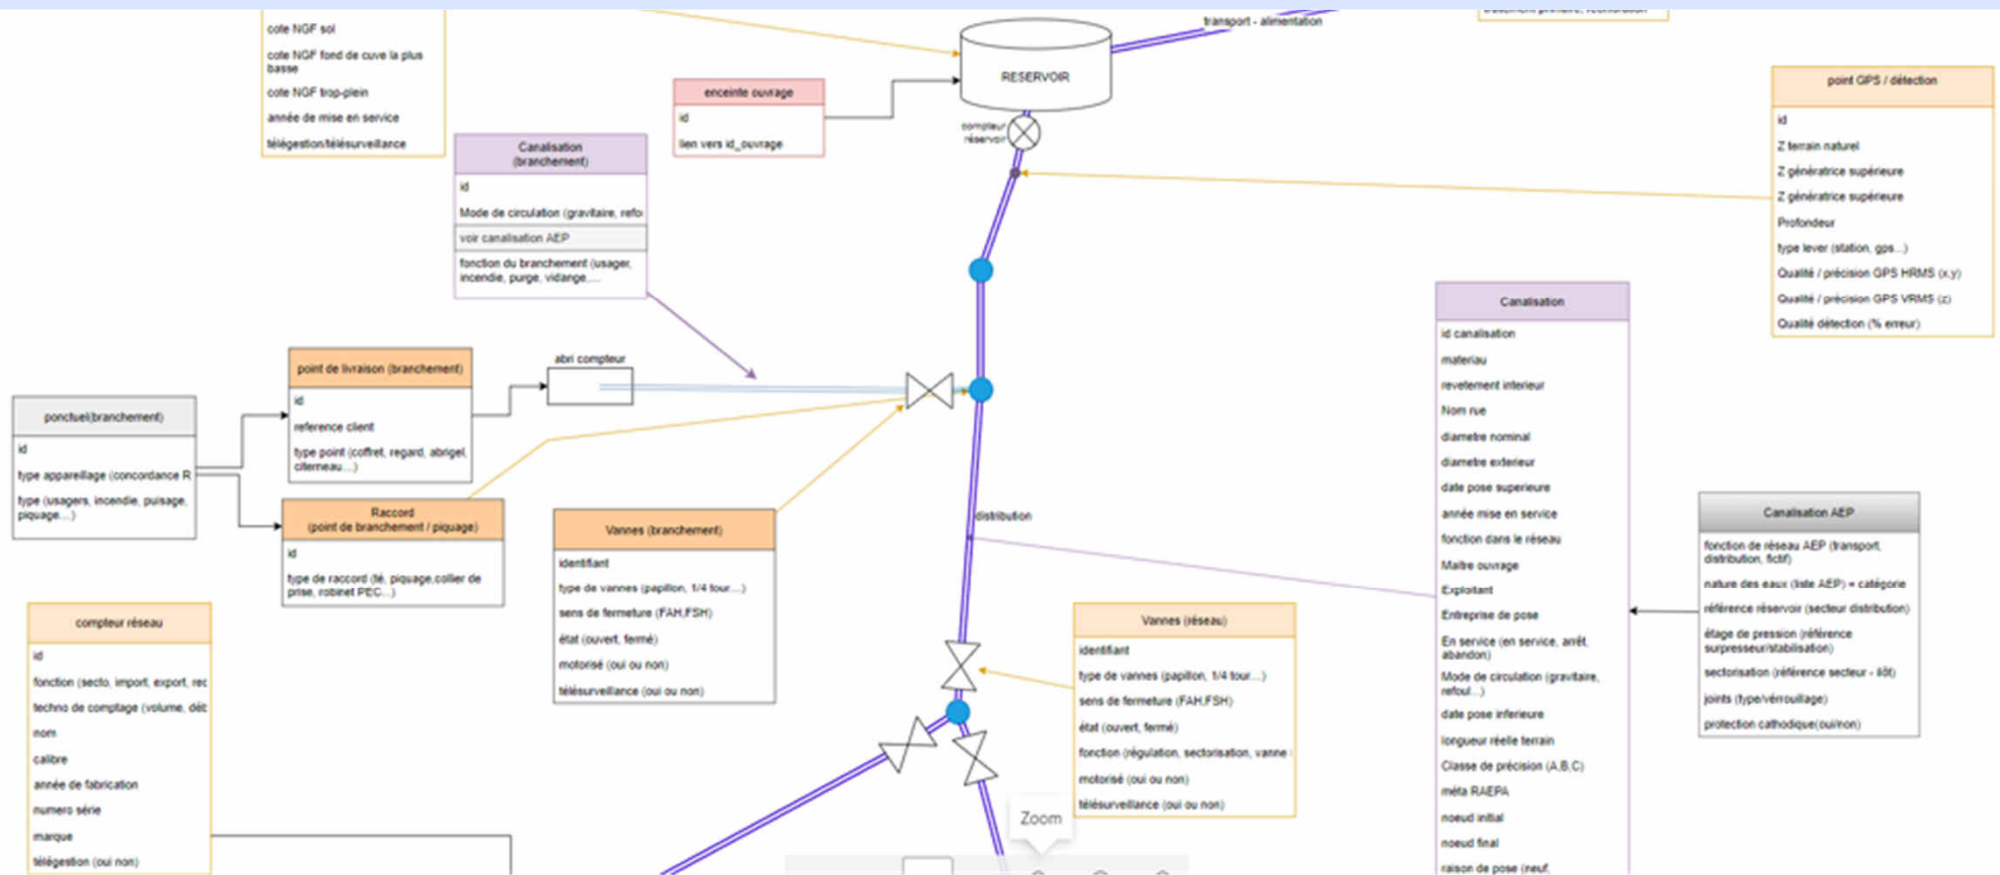 cote NGF sol
cote NGF fond de cuve la plus
basse
cote NGF trop-plein
année de mise en service
télégestion/télésurveillance
enceinte ouvrage
id
lien vers id_ouvrage
RESERVOIR
transport - alimentation
compteur
réservoir
point GPS / détection
id
Z terrain naturel
Z génératrice supérieure
Z génératrice supérieure
Profondeur
type lever (station, gps...)
Qualité / précision GPS HRMS (x,y)
Qualité / précision GPS VRMS (z)
Qualité détection (% erreur)
Canalisation
(branchement)
id
Mode de circulation (gravitaire, refo
voir canalisation AEP
fonction du branchement (usager,
incendie, purge, vidange,...
point de livraison (branchement)
id
reference client
type point (coffret, regard, abrigel,
citerneau...)
abri compteur
ponctuel(branchement)
id
type appareillage (concordance R
type (usagers, incendie, puisage,
piquage...)
Raccord
(point de branchement / piquage)
id
type de raccord (té, piquage,collier de
prise, robinet PEC...)
Vannes (branchement)
identifiant
type de vannes (papillon, 1/4 tour....)
sens de fermeture (FAH,FSH)
état (ouvert, fermé)
motorisé (oui ou non)
télésurveillance (oui ou non)
compteur réseau
id
fonction (secto, import, export, rec
techno de comptage (volume, déb
nom
calibre
année de fabrication
numero série
marque
télégestion (oui non)
distribution
Vannes (réseau)
identifiant
type de vannes (papillon, 1/4 tour...)
sens de fermeture (FAH,FSH)
état (ouvert, fermé)
fonction (régulation, sectorisation, vanne
motorisé (oui ou non)
télésurveillance (oui ou non)
Zoom
Canalisation
id canalisation
materiau
revetement interieur
Nom rue
diametre nominal
diametre exterieur
date pose superieure
année mise en service
fonction dans le réseau
Maitre ouvrage
Exploitant
Entreprise de pose
En service (en service, arrêt,
abandon)
Mode de circulation (gravitaire,
refoul...)
date pose inferieure
longueur réelle terrain
Classe de précision (A,B,C)
méta RAEPA
noeud initial
noeud final
raison de pose (neuf,
Canalisation AEP
fonction de réseau AEP (transport,
distribution, fictif)
nature des eaux (liste AEP) = catégorie
référence réservoir (secteur distribution)
étage de pression (référence
surpresseur/stabilisation)
sectorisation (référence secteur - ilôt)
joints (type/vérrouillage)
protection cathodique(oui/non)